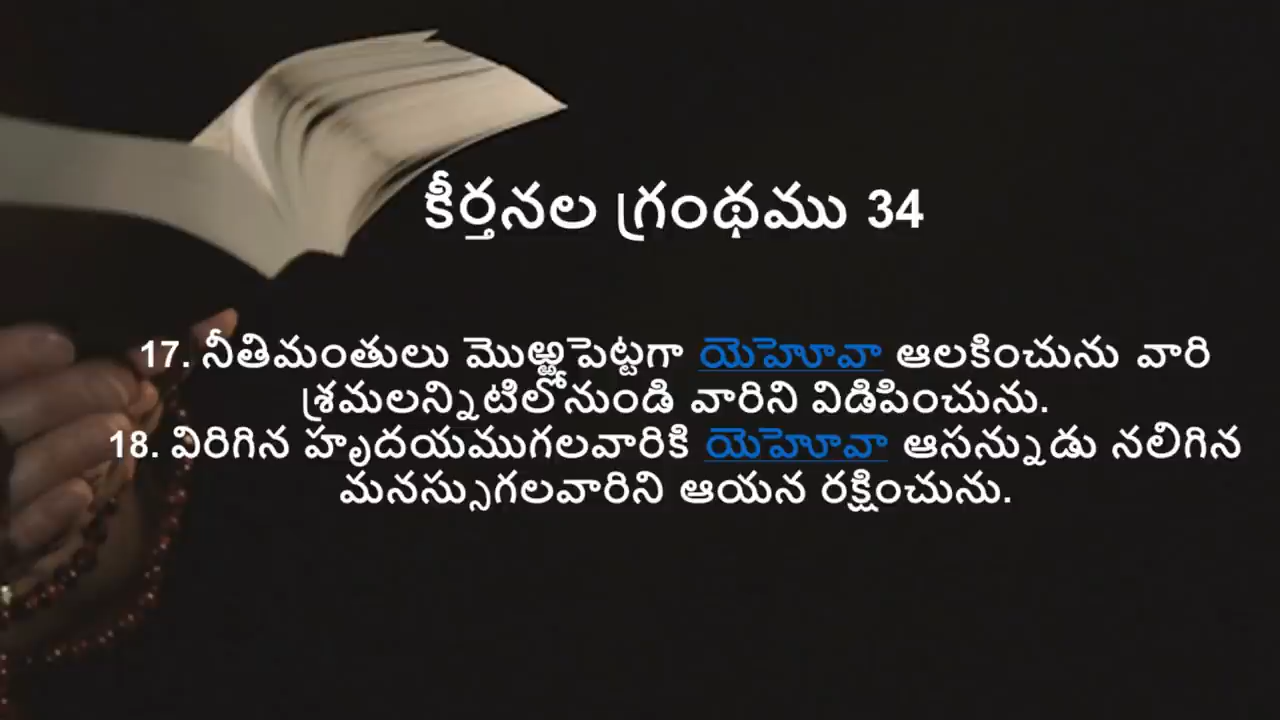 కీర్తనల గ్రంథము 34
17. నీతిమంతులు మొఱ్ఱపెట్టగా యెహెూవా ఆలకించును వారి
శ్రమలన్నిటిలోనుండి వారిని విడిపించును.
18. విరిగిన హృదయముగలవారికి యెహెూవా ఆసన్నుడు నలిగిన
మనస్సుగలవారిని ఆయన రక్షించును.